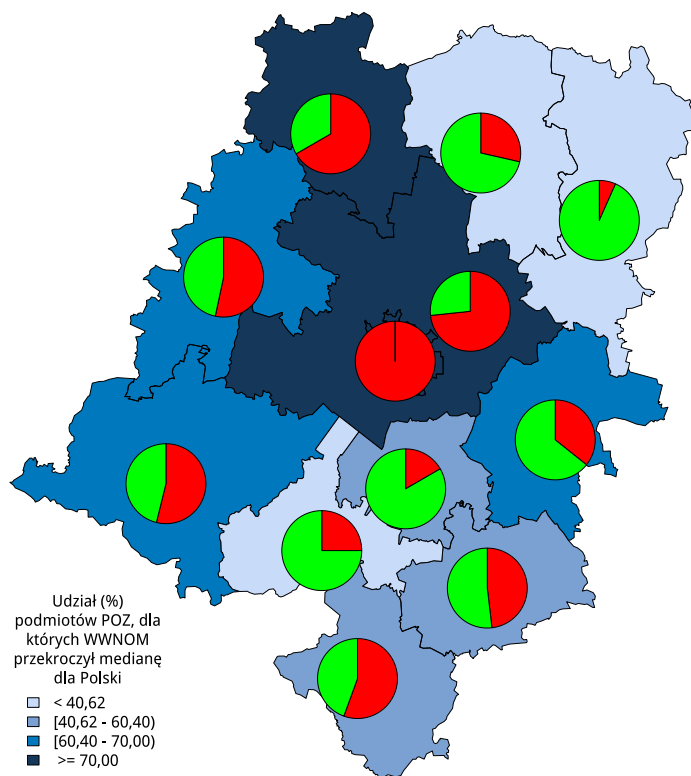 Udział (%)
podmiotów POZ, dla
których WWNOM
przekroczył medianę
dla Polski
< 40,62
[40,62 - 60,40)
[60,40 - 70,00)
>= 70,00